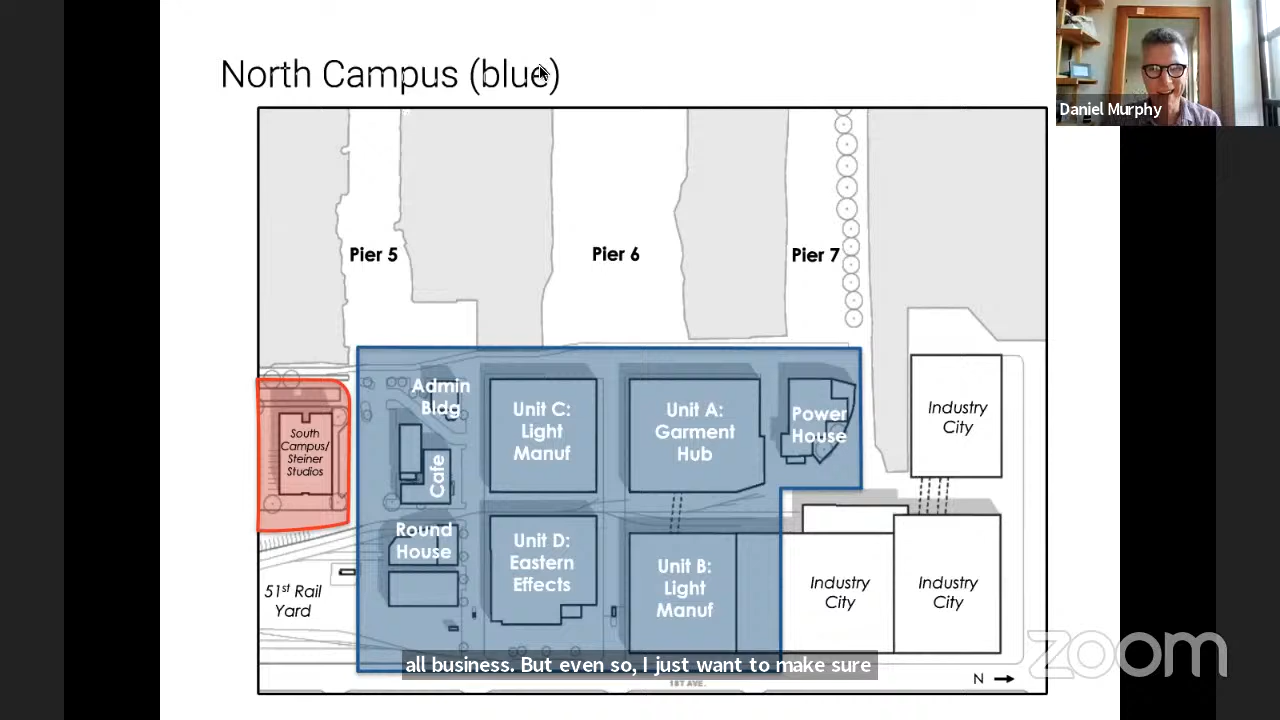 North Campus (blue)
Daniel Murphy
Pier 5
Pier 6
Pier 7
Admin
Bldg
Unit C:
Light
Manuf
Unit A:
Garment
Hub
Power
House
Industry
City
South
Campus/
Steiner
Studios
Cafe
Round
House
Unit D:
Eastern
Effects
Unit B:
Light
Manuf
Industry
City
Industry
City
51st Rail
Yard
all business. But even so, I just want to make sure
1ST AVE.
N
zoom